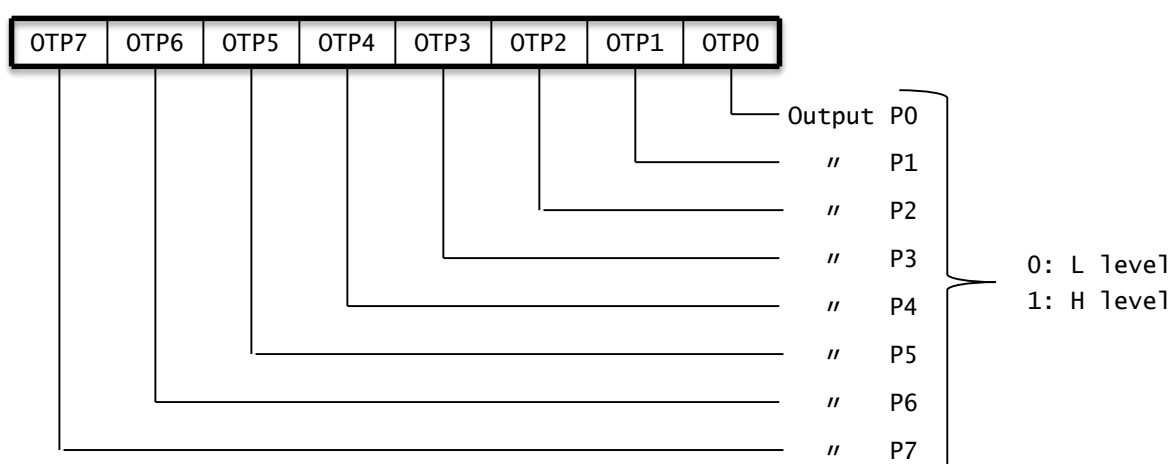 OTP7 OTP6 OTP5 OTP4 OTP3 OTP2 OTP1 OTP0
Output P0
〃 P1
〃 P2
〃 P3
0: L level
〃 P4
1: H level
〃 P5
〃 P6
〃 P7